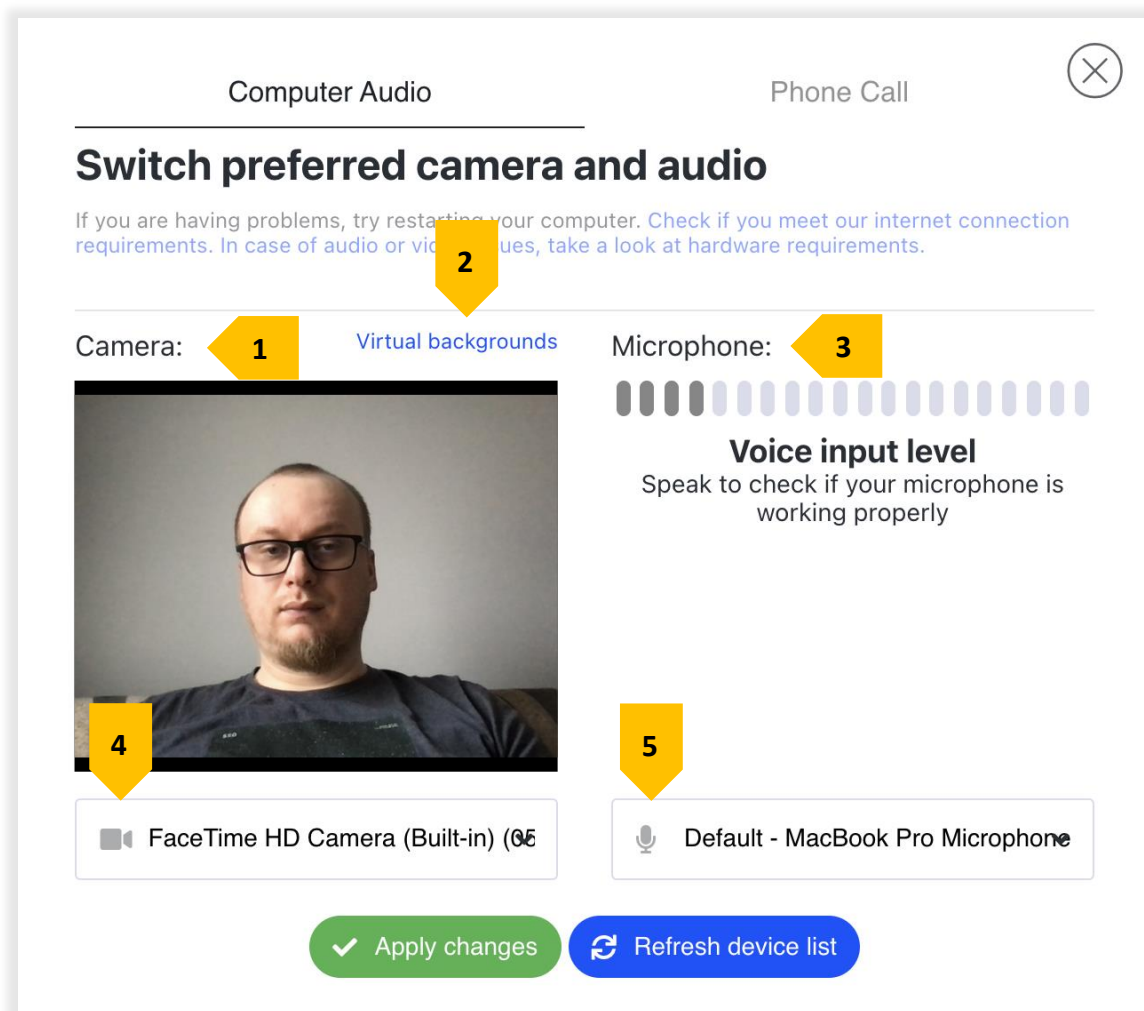 Computer Audio
Phone Call
Switch preferred camera and audio
If you are having problems, try restarting your computer. Check if you meet our internet connection
requirements. In case of audio or ues, take a look at hardware requirements.
2
Camera:
1
Virtual backgrounds
Microphone:
3
Voice input level
Speak to check if your microphone is
working properly
4
5
FaceTime HD Camera (Built-in)
Default - MacBook Pro Microphone
Apply changes
Refresh device list